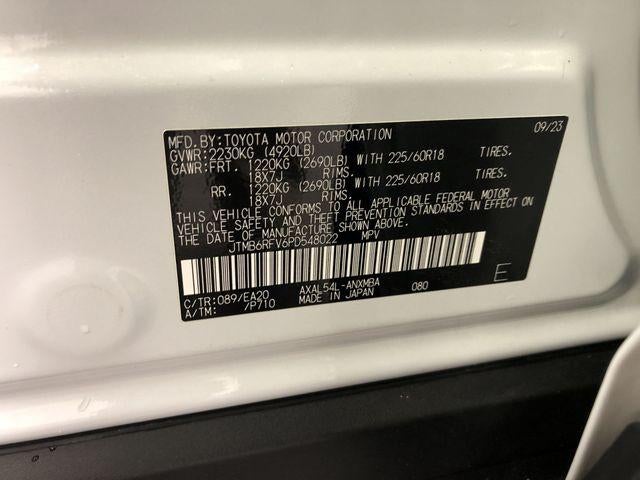 MFD.BY:TOYOTA MOTOR CORPORATION 09/23
GVWR:2230KG (4920LB)
GAWR:FRT. 1220KG (2690LB) WITH 225/60R18 TIRES.
18X7J RIMS.
RR. 1220KG (2690LB) WITH 225/60R18 TIRES.
18X7J RIMS.
THIS VEHICLE CONFORMS TO ALL APPLICABLE FEDERAL MOTOR
VEHICLE SAFETY AND THEFT PREVENTION STANDARDS IN EFFECT ON
THE DATE OF MANUFACTURE SHOWN ABOVE.
JTMB6RFV6PD548022 MPV
E
C/TR:089/EA20 AXAL54L-ANXMBA 080
A/TM: /P710 MADE IN JAPAN